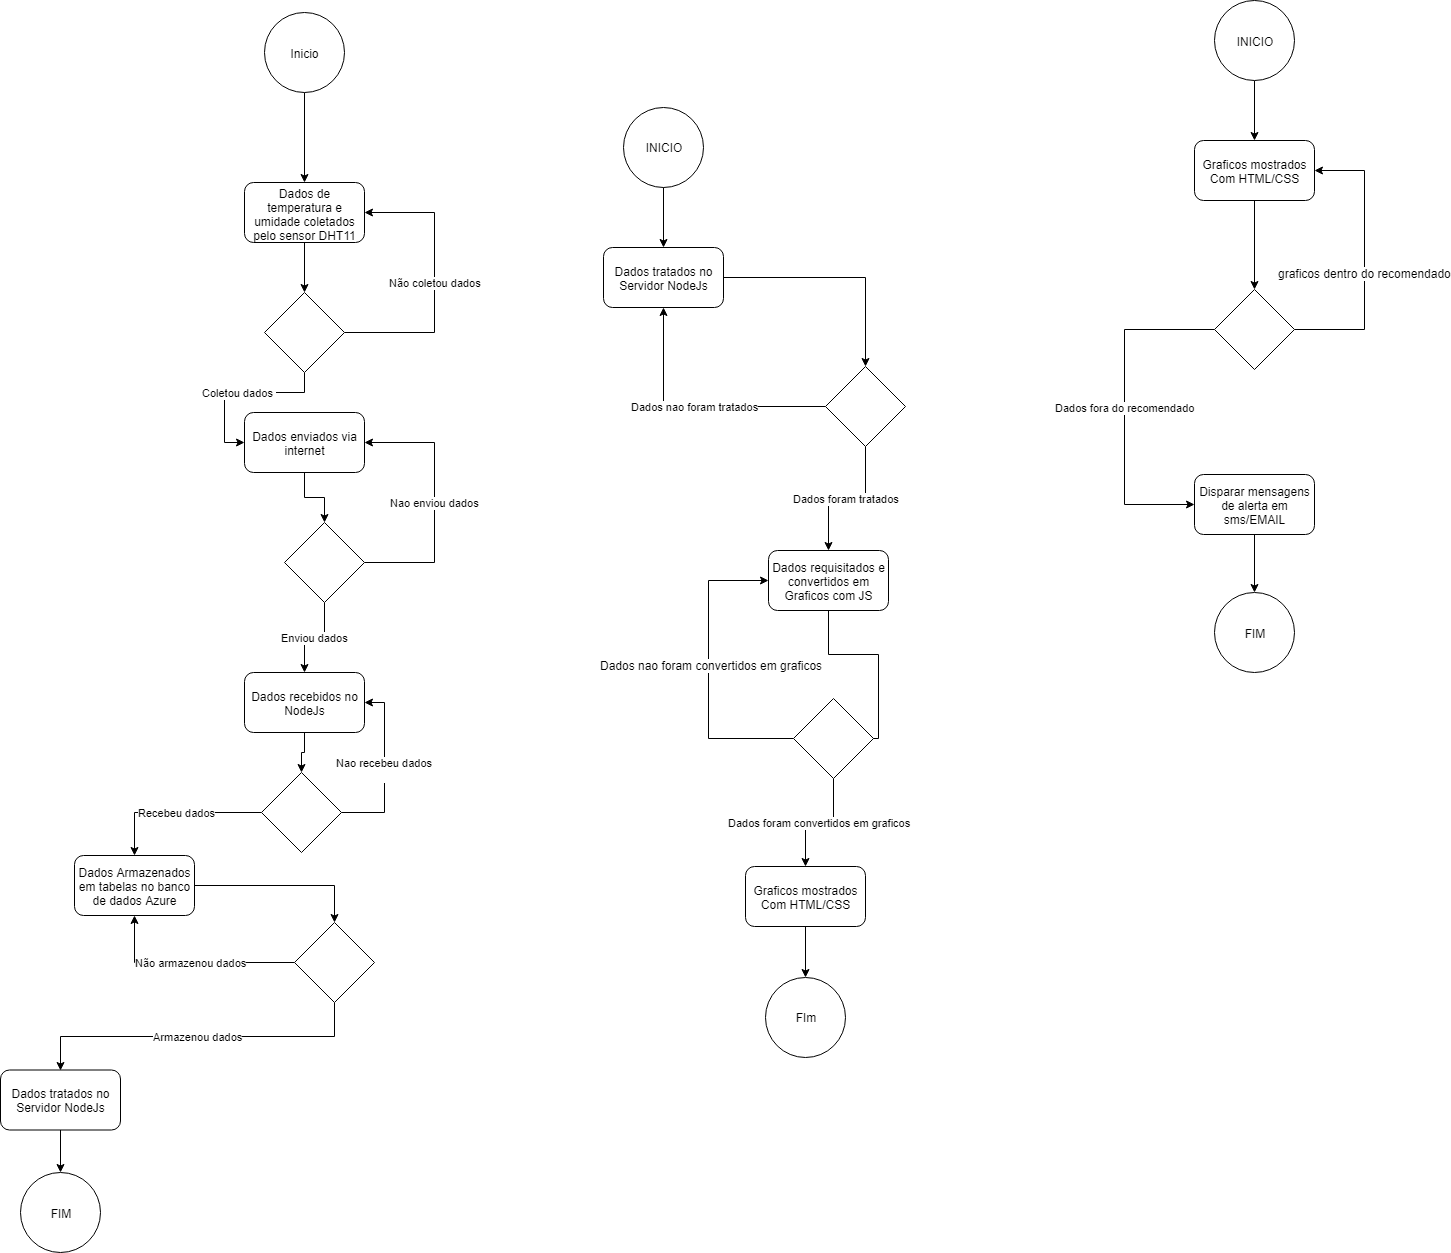 Inicio
Dados de
temperatura e
umidade coletados
pelo sensor DHT11
Não coletou dados
Coletou dados
Dados enviados via
internet
Nao enviou dados
Enviou dados
Dados recebidos no
NodeJs
Nao recebeu dados
Recebeu dados
Dados Armazenados
em tabelas no banco
de dados Azure
Não armazenou dados
Armazenou dados
Dados tratados no
Servidor NodeJs
FIM
INICIO
Dados tratados no
Servidor NodeJs
Dados nao foram tratados
Dados foram tratados
Dados requisitados e
convertidos em
Graficos com JS
Dados nao foram convertidos em graficos
Dados foram convertidos em graficos
Graficos mostrados
Com HTML/CSS
FIm
INICIO
Graficos mostrados
Com HTML/CSS
graficos dentro do recomendado
Dados fora do recomendado
Disparar mensagens
de alerta em
sms/EMAIL
FIM